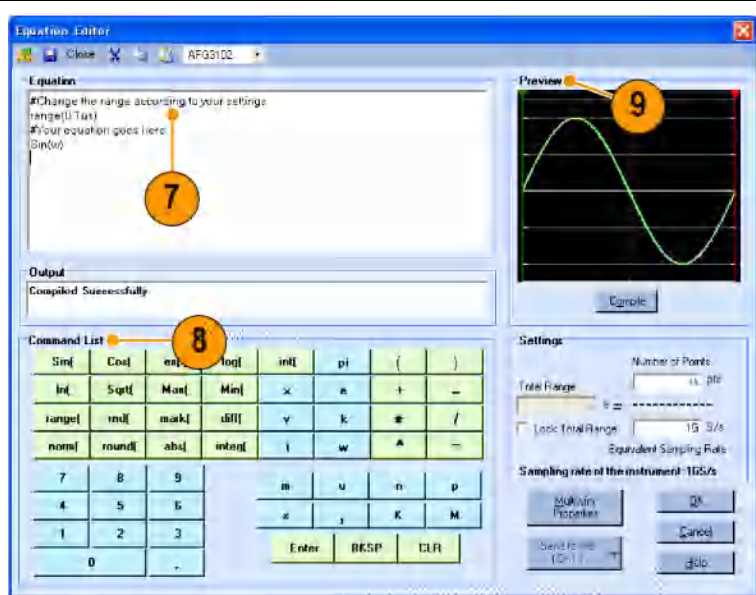 Equation Editor
Close AFG3102
Equation
#Change the range according to your settings
#Your equation goes here
Sin(w)
7
Preview
9
Compile
Output
Compiled Successfully
Command List
8
Sin( Cos( log( int( pi ( )
ln( Sqrt( Max( Min( x e + -
range( rnd( mark( diff( v k # /
norm( round( abs( integ( t w ^ =
7 8 9 m u n p
4 5 6 z , K M
1 2 3 Enter BKSP CLR
0 .
Settings
Number of Points
pts
Total Range
s =
Lock Total Range 1G S/s
Equivalent Sampling Rate
Sampling rate of the instrument: 1GS/s
Properties
OK
Cancel
Help